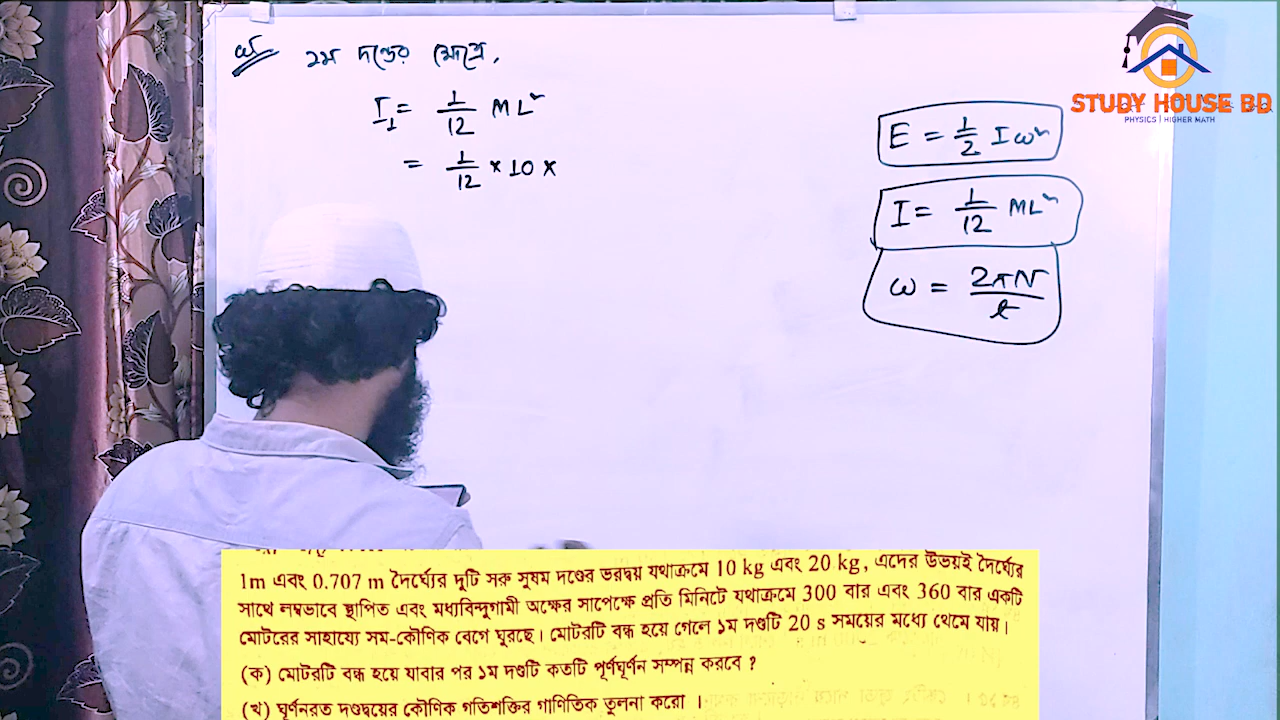 ১ম দন্ডের ক্ষেত্রে,
I₁ = 1/12 ML²
= 1/12 × 10 ×
E = 1/2 Iω²
I = 1/12 ML²
ω = 2πN/t
STUDY HOUSE BD
PHYSICS | HIGHER MATH
1m এবং 0.707 m দৈর্ঘ্যের দুটি সরু সুষম দণ্ডের ভরদ্বয় যথাক্রমে 10 kg এবং 20 kg, এদের উভয়ই দৈর্ঘ্যের
সাথে লম্বভাবে স্থাপিত এবং মধ্যবিন্দুগামী অক্ষের সাপেক্ষে প্রতি মিনিটে যথাক্রমে 300 বার এবং 360 বার একটি
মোটরের সাহায্যে সম-কৌণিক বেগে ঘুরছে। মোটরটি বন্ধ হয়ে গেলে ১ম দণ্ডটি 20 s সময়ের মধ্যে থেমে যায়।
(ক) মোটরটি বন্ধ হয়ে যাবার পর ১ম দণ্ডটি কতটি পূর্ণঘূর্ণন সম্পন্ন করবে ?
(খ) ঘূর্ণনরত দণ্ডদ্বয়ের কৌণিক গতিশক্তির গাণিতিক তুলনা করো ।